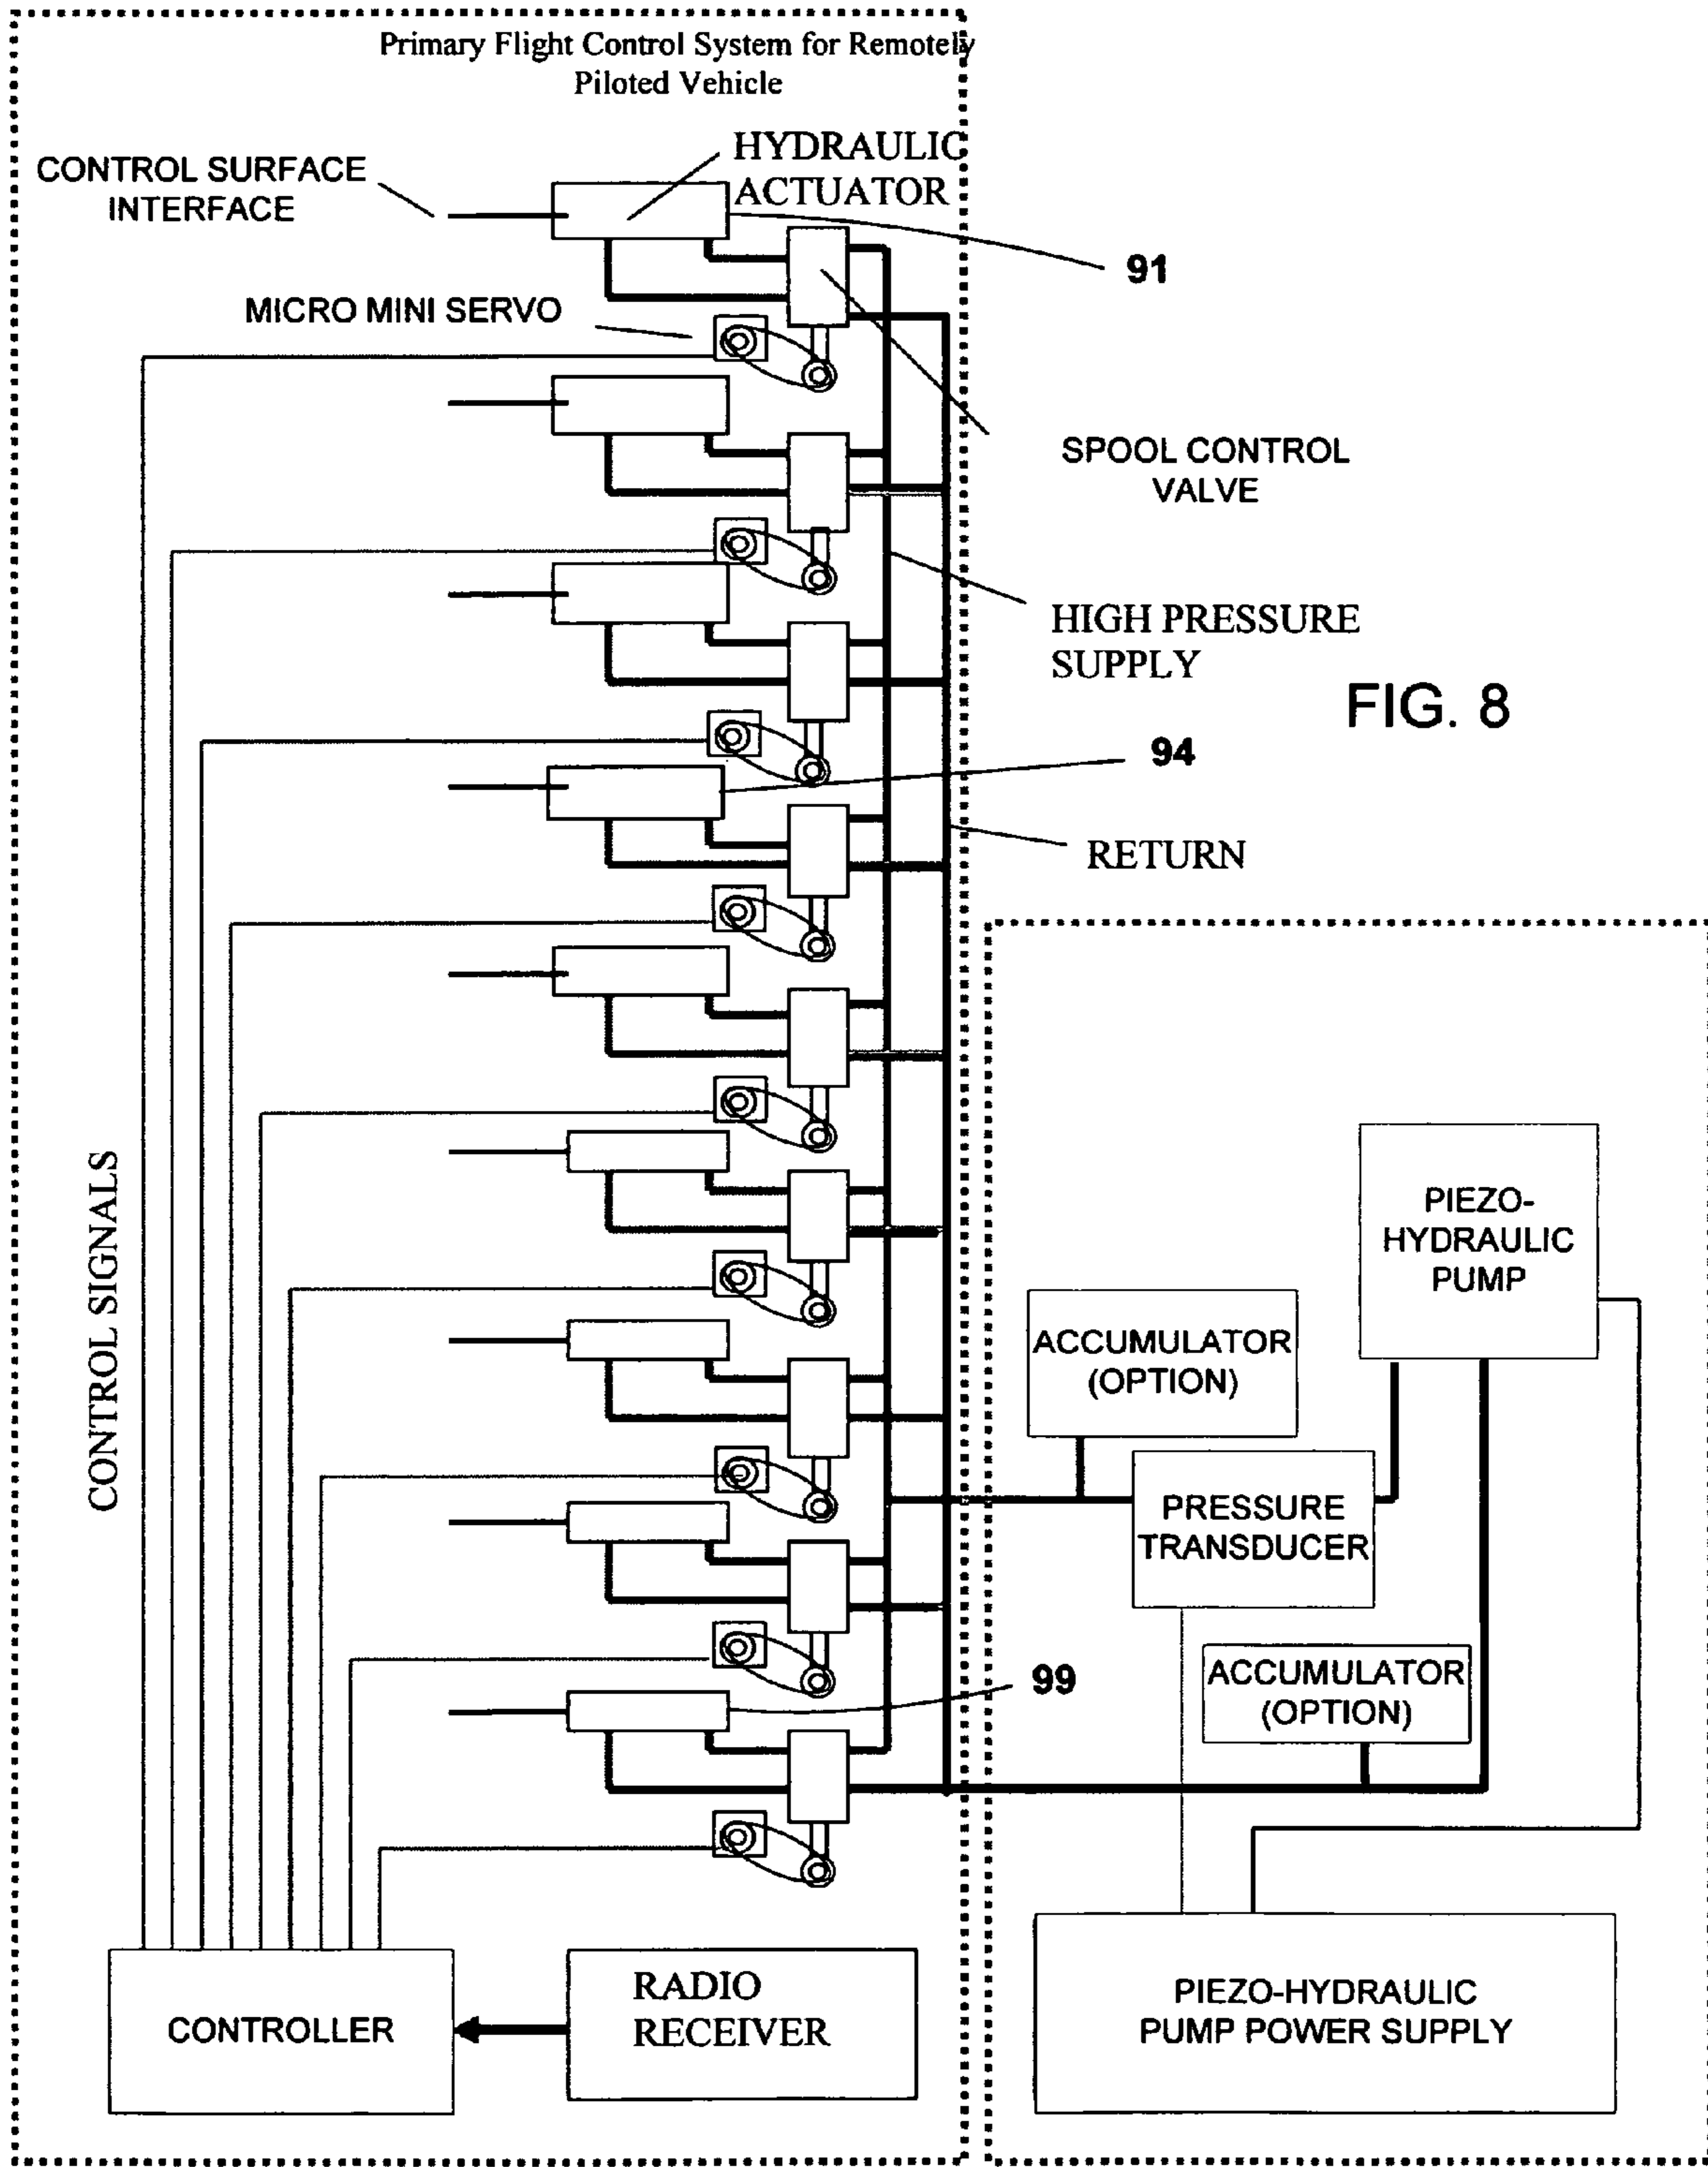 Primary Flight Control System for Remotely
Piloted Vehicle
CONTROL SURFACE
INTERFACE
HYDRAULIC
ACTUATOR
91
MICRO MINI SERVO
SPOOL CONTROL
VALVE
HIGH PRESSURE
SUPPLY
FIG. 8
94
RETURN
CONTROL SIGNALS
PIEZO-
HYDRAULIC
PUMP
ACCUMULATOR
(OPTION)
PRESSURE
TRANSDUCER
99
ACCUMULATOR
(OPTION)
CONTROLLER
RADIO
RECEIVER
PIEZO-HYDRAULIC
PUMP POWER SUPPLY